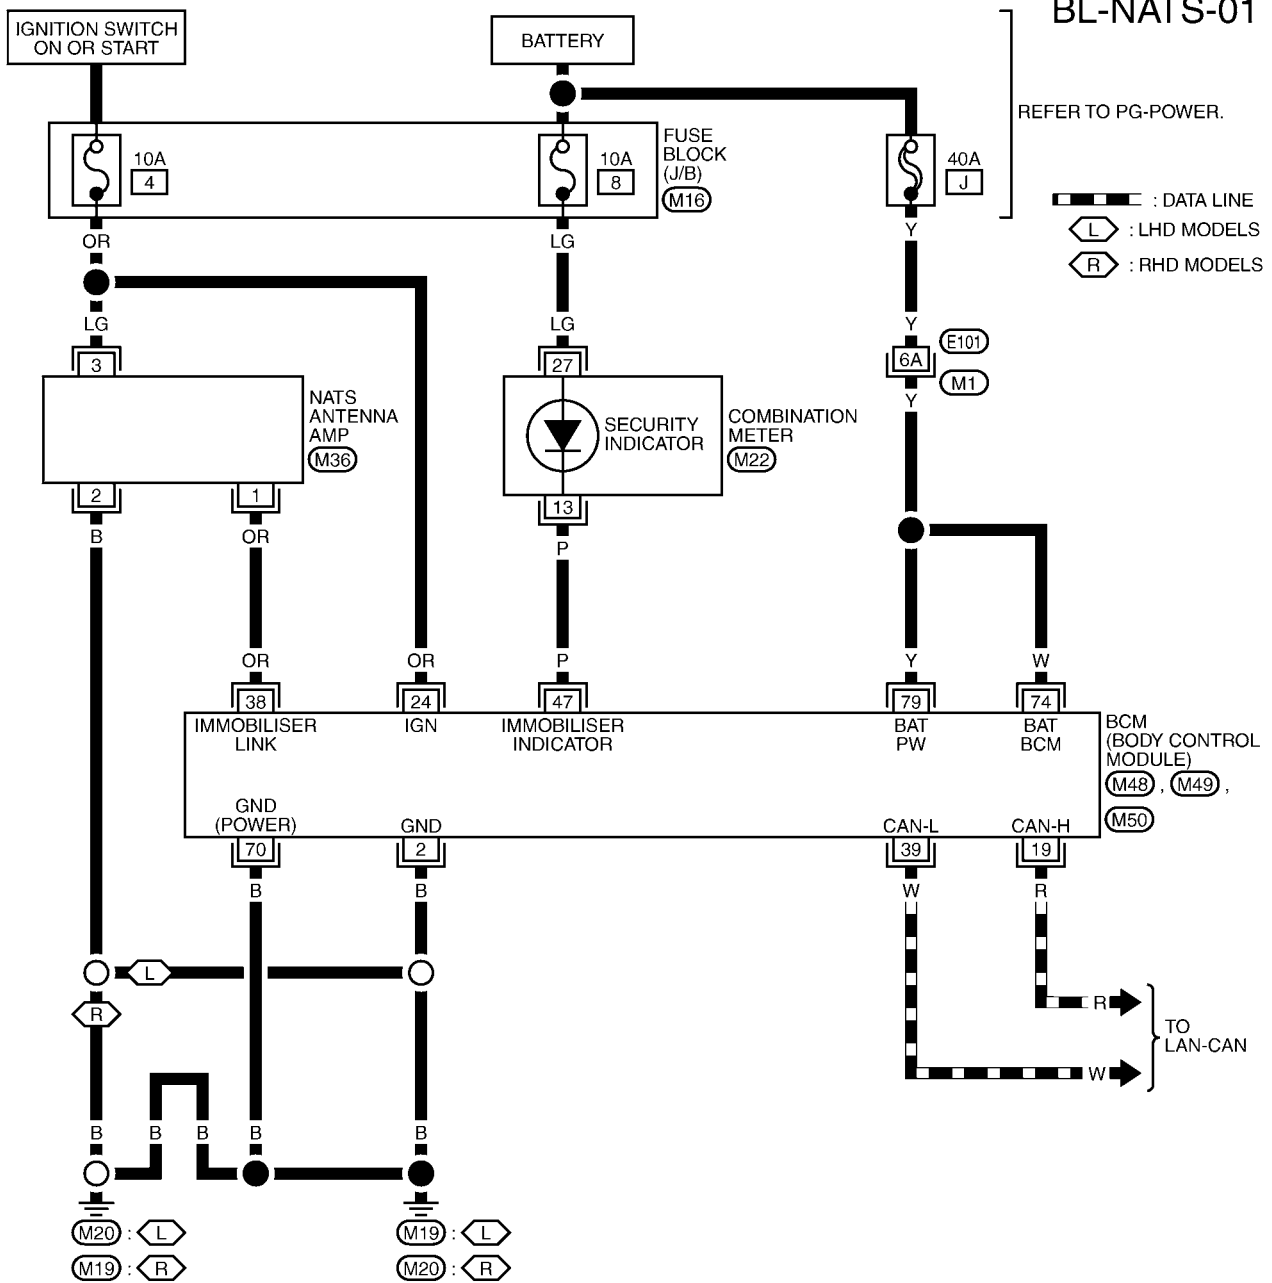 BL-NATS-01
IGNITION SWITCH
ON OR START
BATTERY
REFER TO PG-POWER.
10A
4
10A
8
FUSE
BLOCK
(J/B)
M16
40A
J
: DATA LINE
L : LHD MODELS
R : RHD MODELS
OR
LG
Y
LG
LG
Y
3
27
6A
E101
M1
Y
NATS
ANTENNA
AMP
M36
SECURITY
INDICATOR
COMBINATION
METER
M22
2
1
13
B
OR
P
OR
OR
P
Y
W
38
24
47
79
74
IMMOBILISER
LINK
IGN
IMMOBILISER
INDICATOR
BAT
PW
BAT
BCM
BCM
(BODY CONTROL
MODULE)
M48 , M49 ,
M50
GND
(POWER)
GND
CAN-L
CAN-H
70
2
39
19
B
B
W
R
L
R
R
W
TO
LAN-CAN
B
B
B
B
B
M20 : L
M19 : R
M19 : L
M20 : R